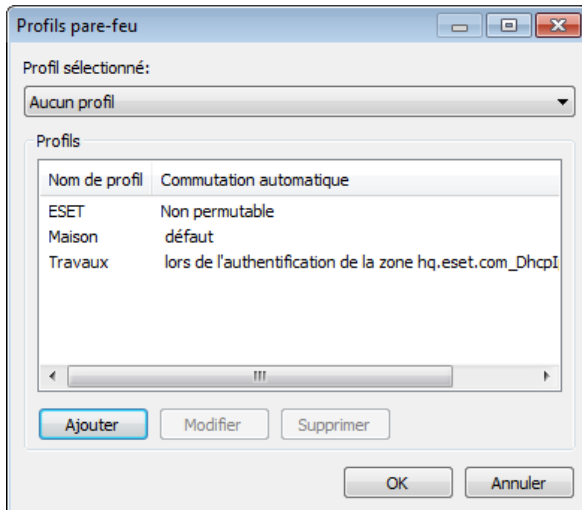 Profils pare-feu
Profil sélectionné:
Aucun profil
Profils
Nom de profil Commutation automatique
ESET Non permutable
Maison défaut
Travaux lors de l'authentification de la zone hq.eset.com_DhcpI
Ajouter Modifier Supprimer
OK Annuler